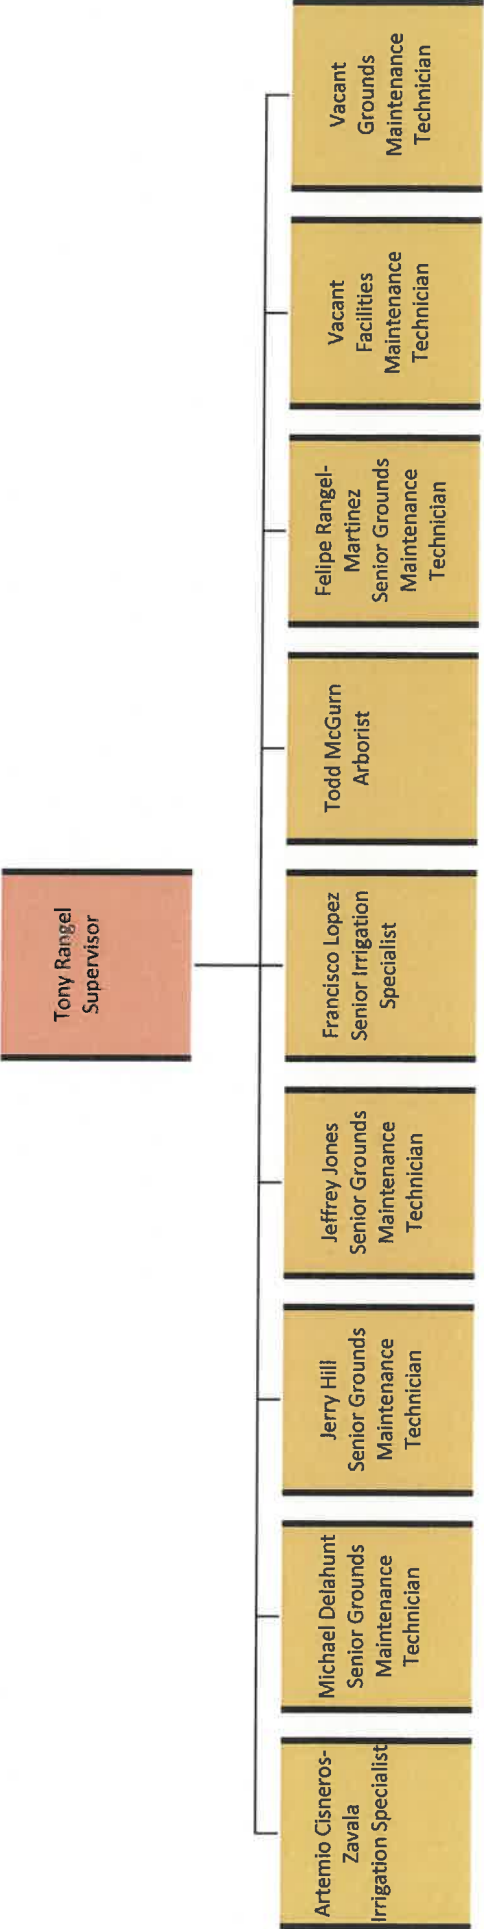 Tony Rangel
Supervisor
Artemio Cisneros-
Zavala
Irrigation Specialist
Michael Delahunt
Senior Grounds
Maintenance
Technician
Jerry Hill
Senior Grounds
Maintenance
Technician
Jeffrey Jones
Senior Grounds
Maintenance
Technician
Francisco Lopez
Senior Irrigation
Specialist
Todd McGurn
Arborist
Felipe Rangel-
Martinez
Senior Grounds
Maintenance
Technician
Vacant
Facilities
Maintenance
Technician
Vacant
Grounds
Maintenance
Technician